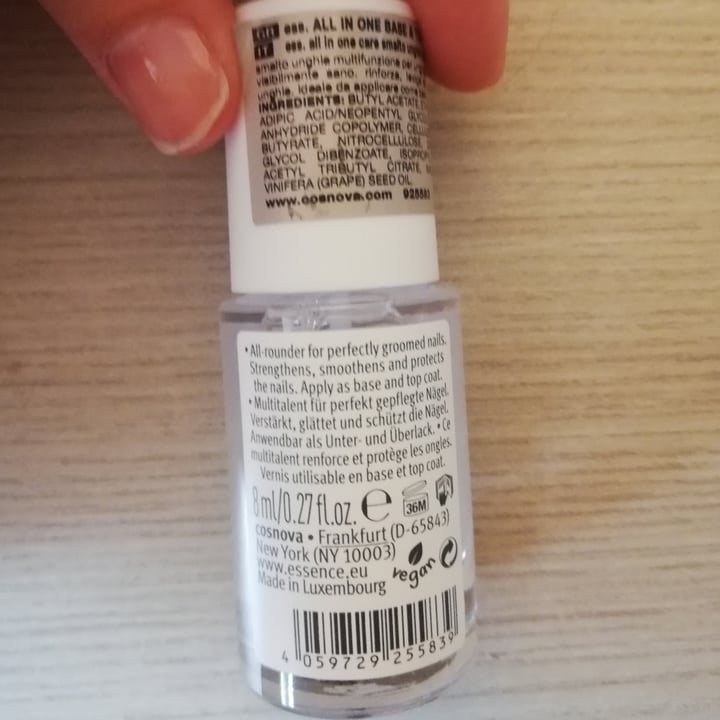 ess. ALL IN ONE BASE &
IT ess. all in one care smalto
smalto unghie multifunzione per
visibilmente sano, rinforza,
unghie. Ideale da applicare come
INGREDIENTS: BUTYL ACETATE,
ADIPIC ACID/NEOPENTYL
ANHYDRIDE COPOLYMER,
BUTYRATE, NITROCELLULOSE,
GLYCOL DIBENZOATE,
ACETYL TRIBUTYL CITRATE,
VINIFERA (GRAPE) SEED OIL.
www.cosnova.com
• All-rounder for perfectly groomed nails.
Strengthens, smoothens and protects
the nails. Apply as base and top coat.
• Multitalent für perfekt gepflegte Nägel.
Verstärkt, glättet und schützt die Nägel.
Anwendbar als Unter- und Überlack. • Ce
multitalent renforce et protège les ongles.
Vernis utilisable en base et top coat.
8 ml/0.27 fl.oz. e 36M
cosnova • Frankfurt (D-65843)
New York (NY 10003)
www.essence.eu
Made in Luxembourg
vegan
4 059729 255839